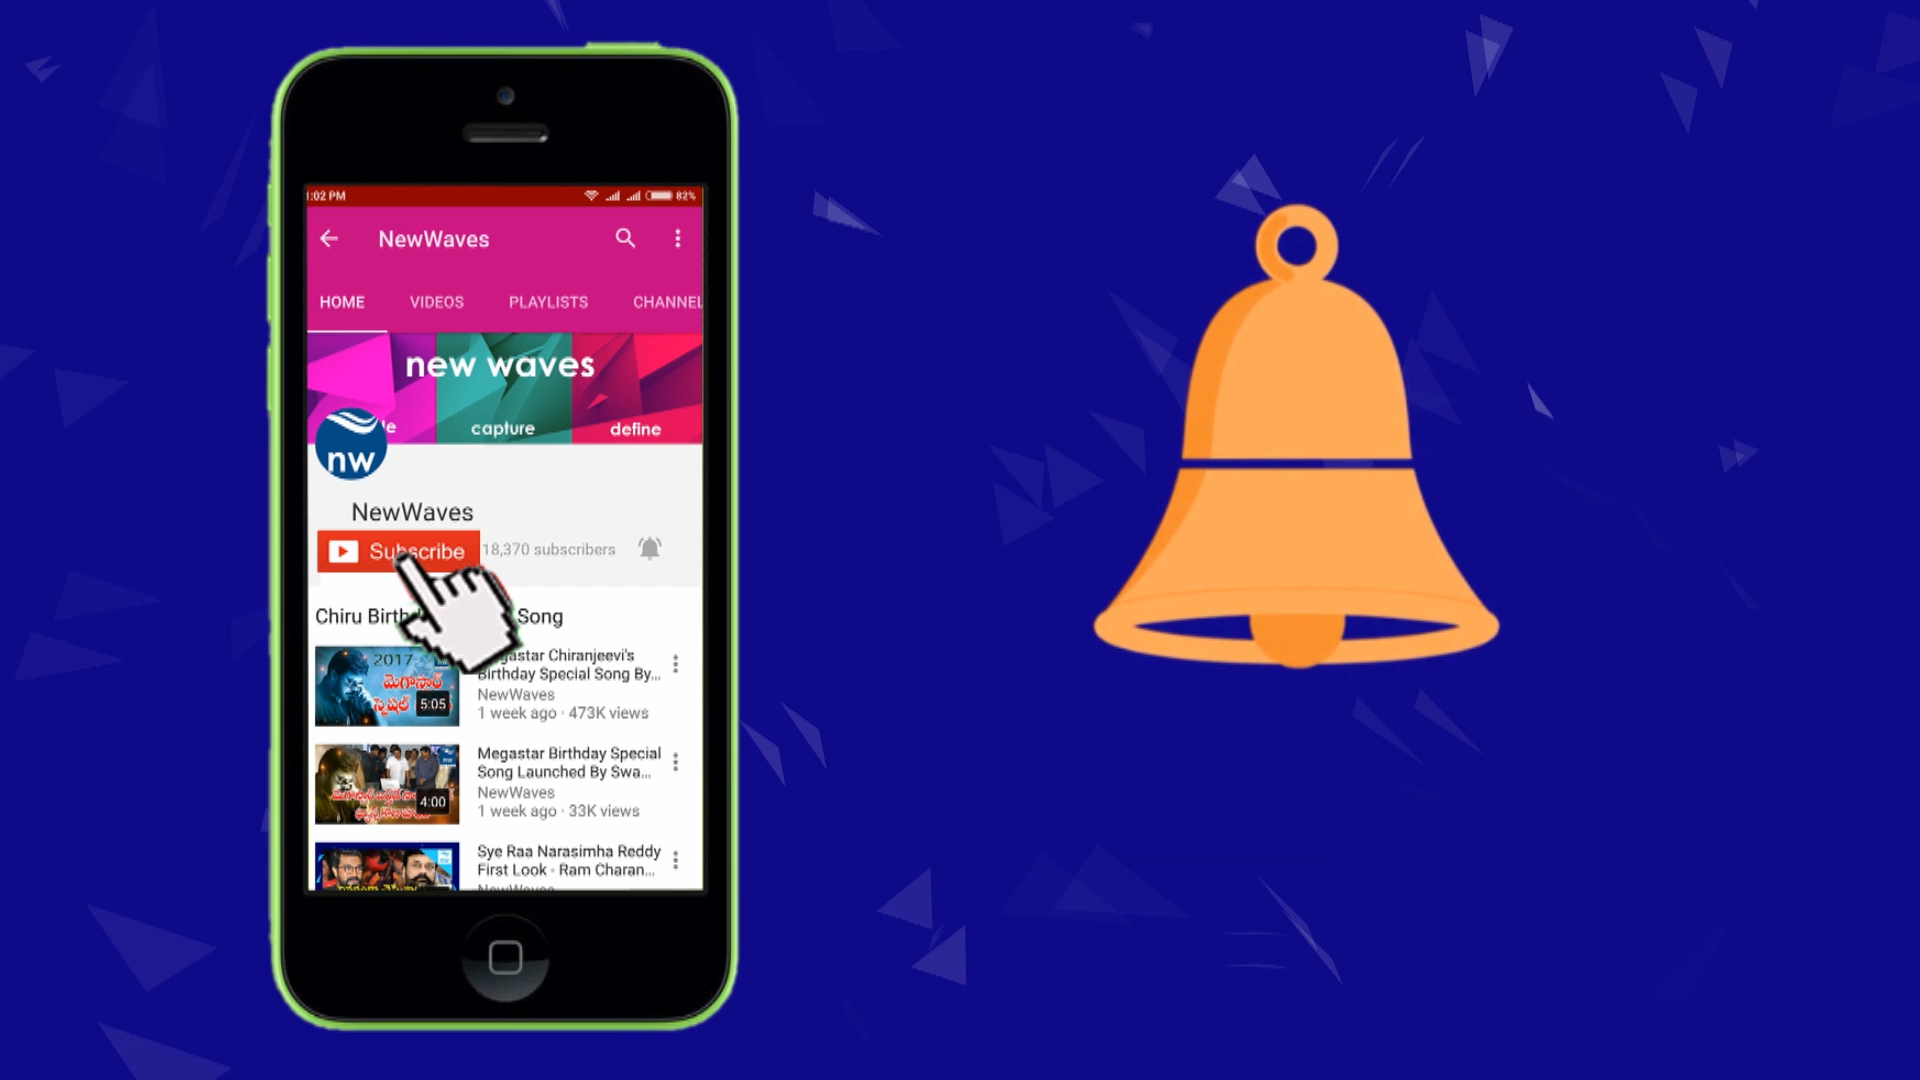 1:02 PM
82%
NewWaves
HOME VIDEOS PLAYLISTS CHANNEL
new waves
capture
define
nw
NewWaves
Subscribe
18,370 subscribers
Song
2017
మెగాస్టార్
స్పెషల్
5:05
Chiranjeevi's
Birthday Special Song By...
NewWaves
1 week ago · 473K views
4:00
Megastar Birthday Special
Song Launched By Swa...
NewWaves
1 week ago · 33K views
Sye Raa Narasimha Reddy
First Look - Ram Charan...
NewWaves